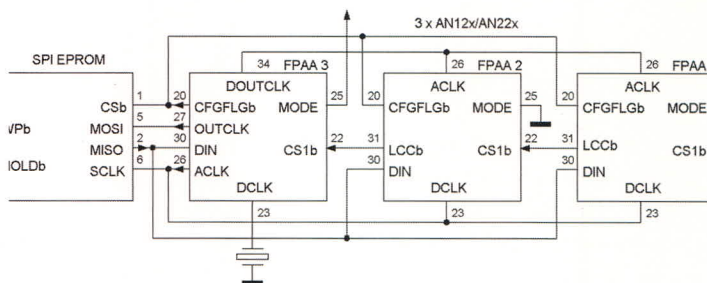 3 x AN12x/AN22x
SPI EPROM
34 FPAA 3
26 FPAA 2
26 FPAA
DOUTCLK
ACLK
ACLK
1 20 25 20 25 20
CSb CFGFLGb MODE CFGFLGb MODE CFGFLGb MODE
5 27
WPb MOSI OUTCLK
2 30 22 31 22 31
MISO DIN CS1b LCCb CS1b LCCb CS1b
HOLDb
6 26 30 30
SCLK ACLK DIN DIN
DCLK DCLK DCLK
23 23 23